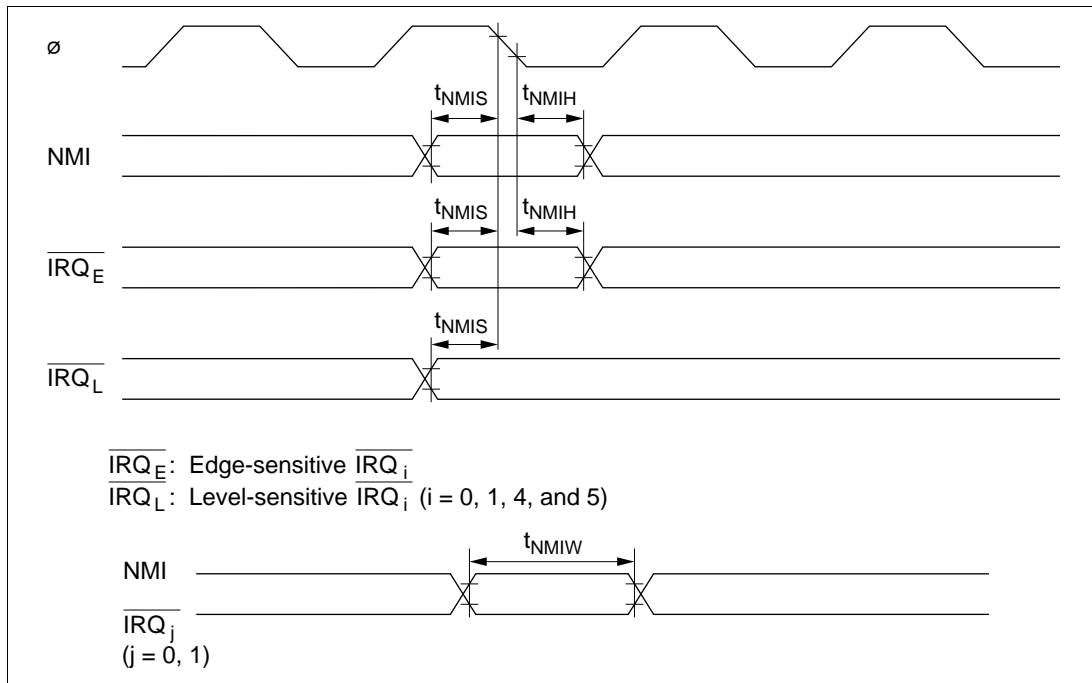 ø
tNMIS tNMIH
NMI
tNMIS tNMIH
IRQE
tNMIS
IRQL
IRQE: Edge-sensitive IRQi
IRQL: Level-sensitive IRQi (i = 0, 1, 4, and 5)
tNMIW
NMI
IRQj
(j = 0, 1)